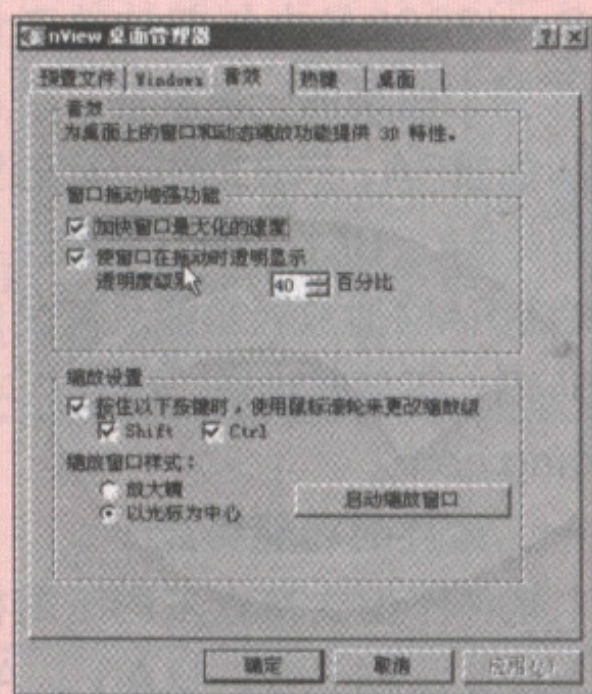 nView 桌面管理器
预置文件 Windows 音效 热键 桌面
音效
为桌面上的窗口和动态缩放功能提供 3D 特性。
窗口拖动增强功能
加快窗口最大化的速度
使窗口在拖动时透明显示
透明度级别 40 百分比
缩放设置
按住以下按键时，使用鼠标滚轮来更改缩放级
Shift Ctrl
缩放窗口样式：
放大镜
启动缩放窗口
以光标为中心
确定 取消 应用(A)